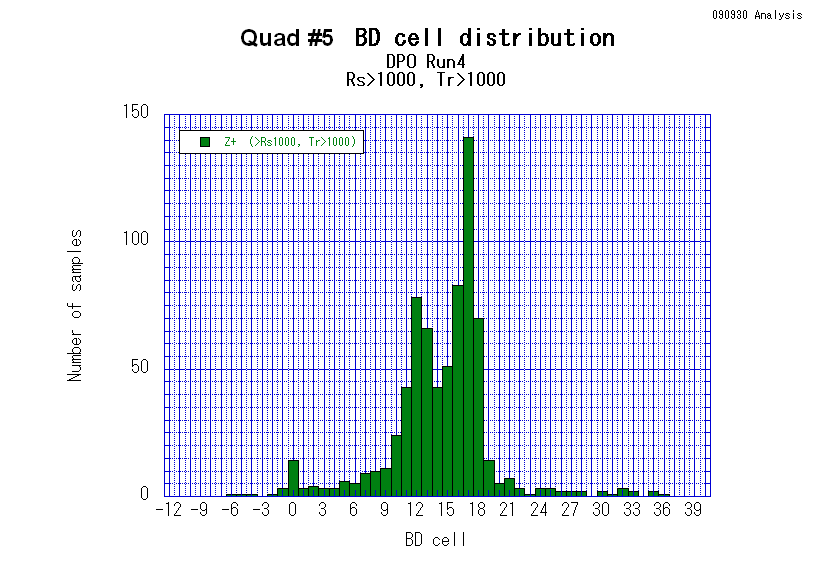 090930 Analysis
Quad #5 BD cell distribution
DPO Run4
Rs>1000, Tr>1000
Z+ (>Rs1000, Tr>1000)
150
100
50
0
Number of samples
-12 -9 -6 -3 0 3 6 9 12 15 18 21 24 27 30 33 36 39
BD cell